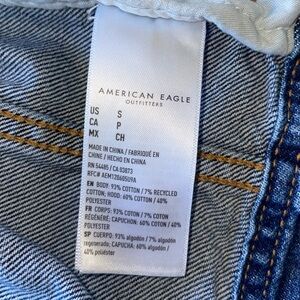 AMERICAN EAGLE
OUTFITTERS
US S
CA P
MX CH
MADE IN CHINA / FABRIQUÉ EN
CHINE / HECHO EN CHINA
RN 54485 / CA 03873
RFC# AEM120605U9A
EN BODY: 93% COTTON / 7% RECYCLED
COTTON; HOOD: 60% COTTON / 40%
POLYESTER
FR CORPS: 93% COTON / 7% COTON
RÉGÉNÉRÉ; CAPUCHON: 60% COTON / 40%
POLYESTER
SP CUERPO: 93% algodón / 7% algodón
regenerado; CAPUCHA: 60% algodón /
40% poliéster